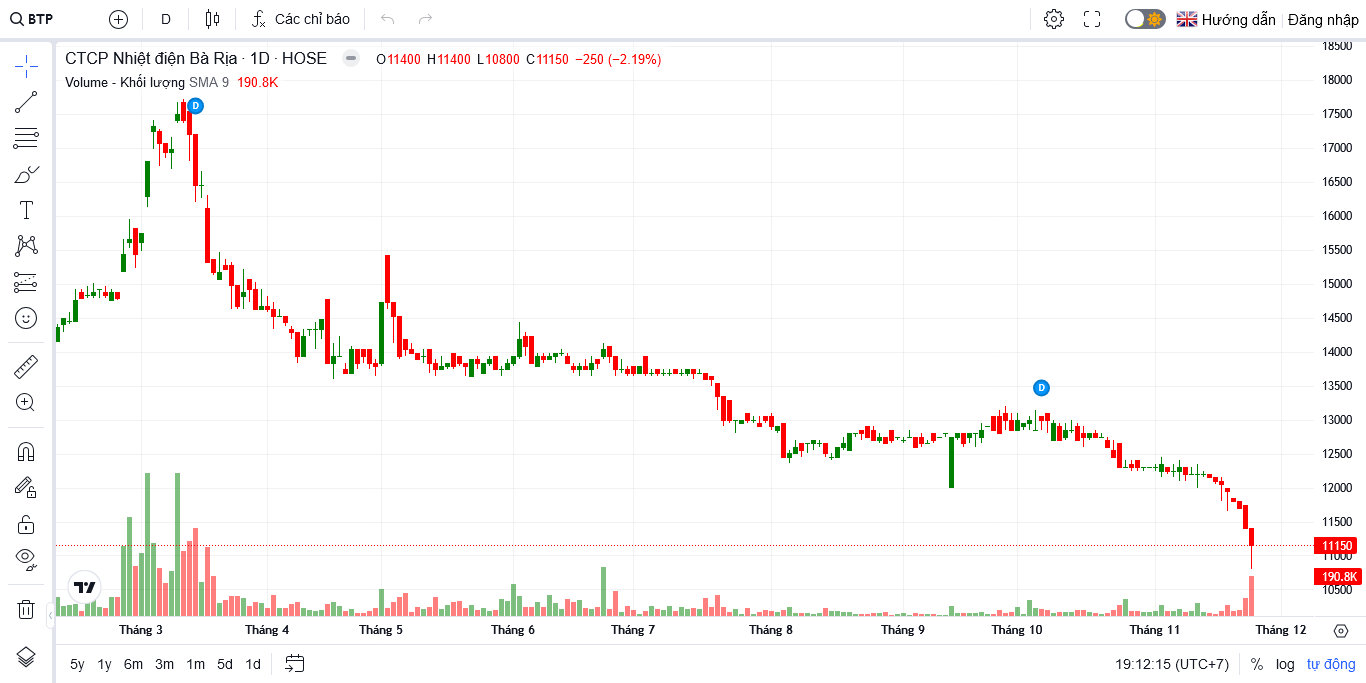 BTP D Các chỉ báo Hướng dẫn Đăng nhập
CTCP Nhiệt điện Bà Rịa · 1D · HOSE O11400 H11400 L10800 C11150 −250 (−2.19%)
Volume - Khối lượng SMA 9 190.8K
D
D
18500
18000
17500
17000
16500
16000
15500
15000
14500
14000
13500
13000
12500
12000
11500
11150
11000
190.8K
10500
Tháng 3 Tháng 4 Tháng 5 Tháng 6 Tháng 7 Tháng 8 Tháng 9 Tháng 10 Tháng 11 Tháng 12
5y 1y 6m 3m 1m 5d 1d 19:12:15 (UTC+7) % log tự động